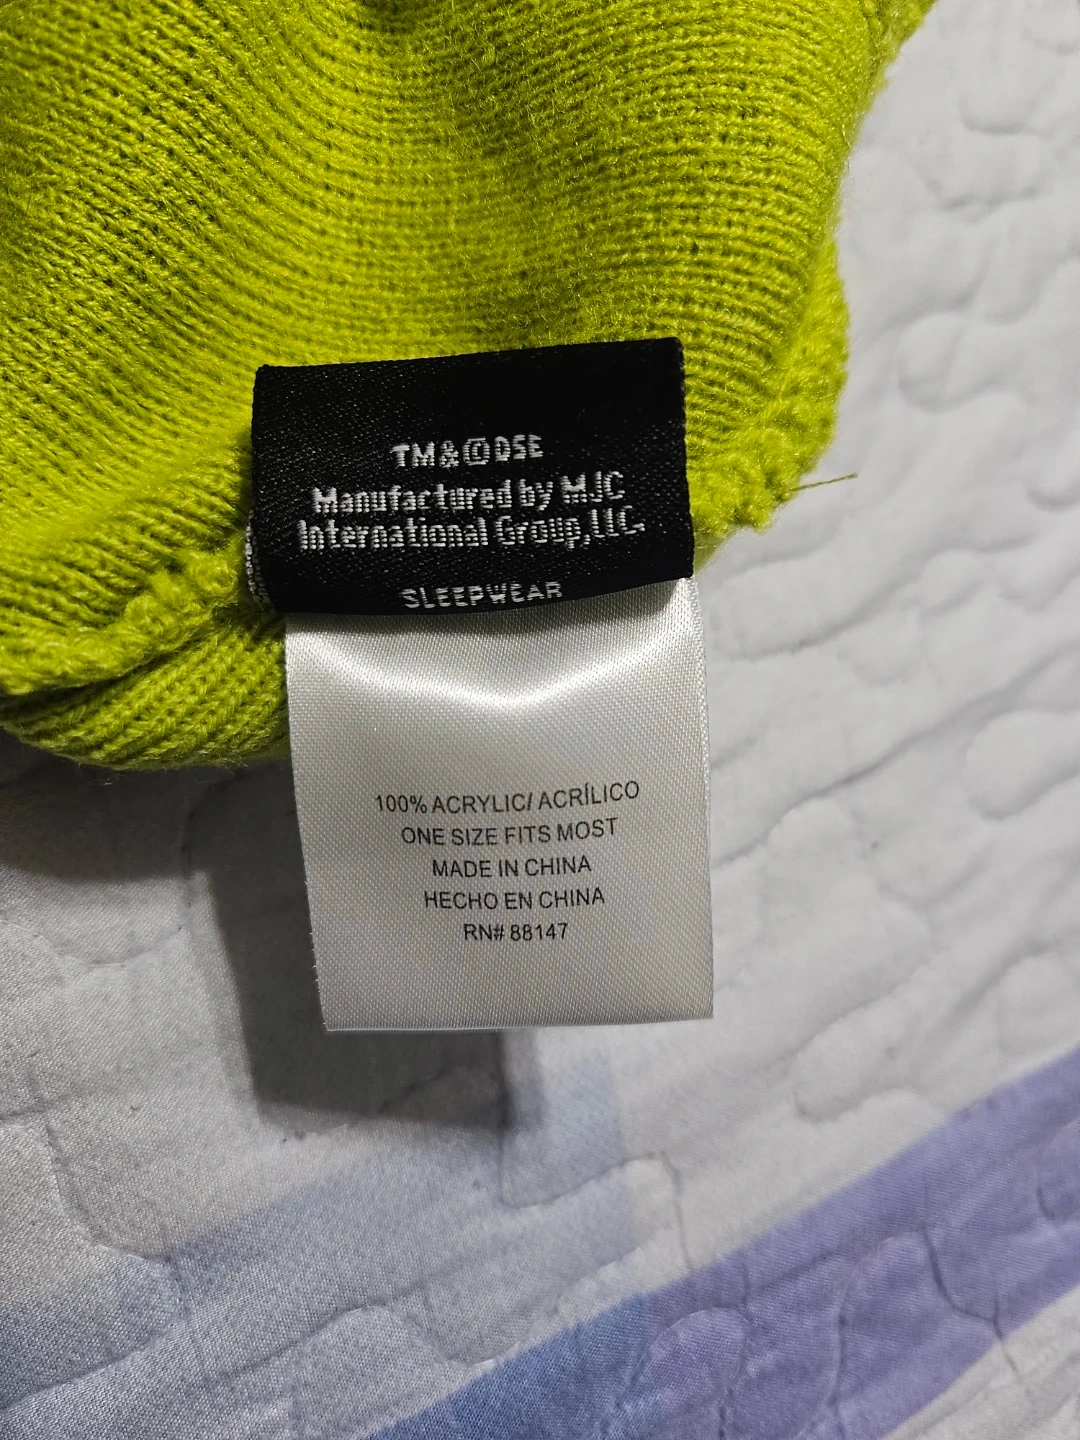 TM&©DSE
Manufactured by MJC
International Group,LLC.
SLEEPWEAR
100% ACRYLIC/ ACRÍLICO
ONE SIZE FITS MOST
MADE IN CHINA
HECHO EN CHINA
RN# 88147